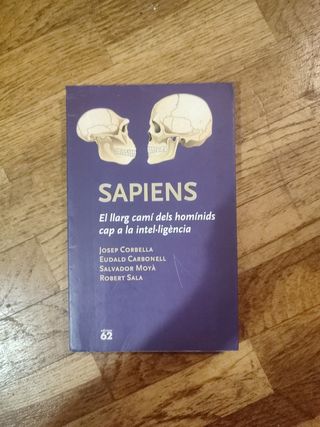 SAPIENS
El llarg camí dels homínids
cap a la intel·ligència
JOSEP CORBELLA
EUDALD CARBONELL
SALVADOR MOYÀ
ROBERT SALA
62